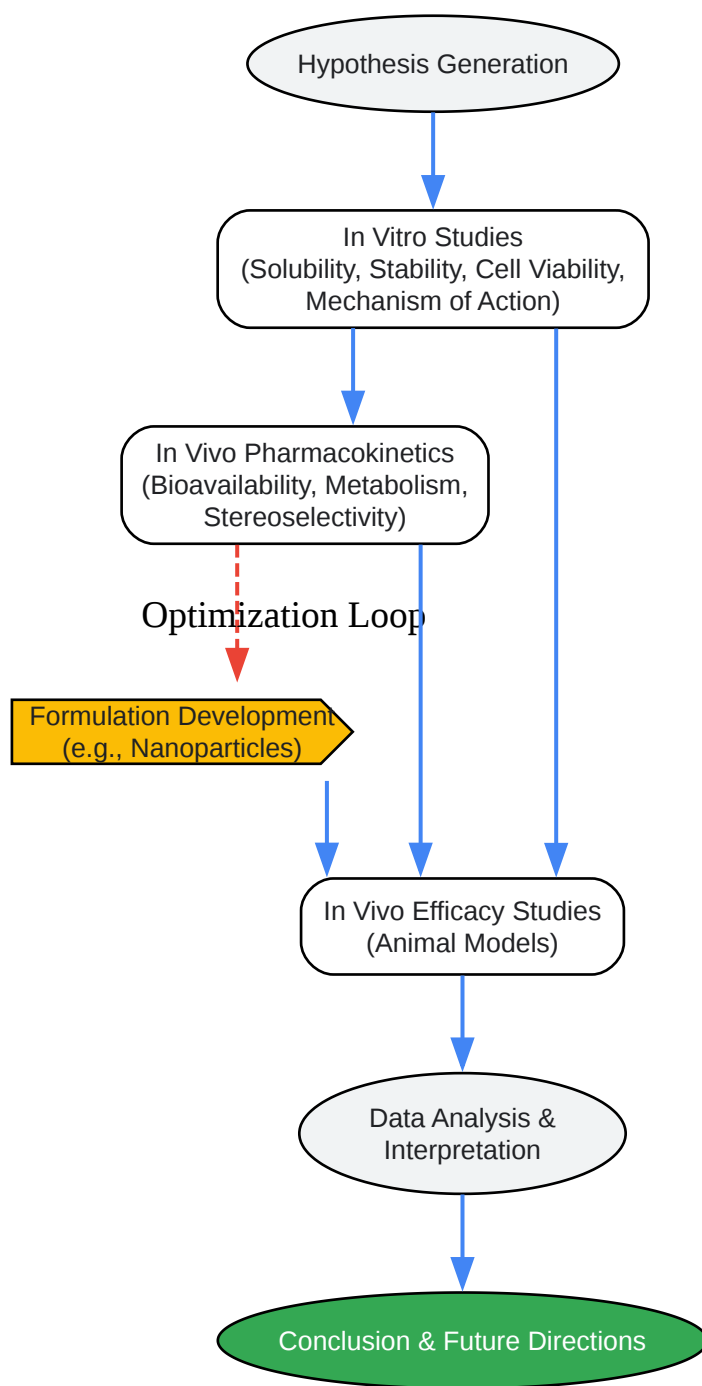 Hypothesis Generation
In Vitro Studies
(Solubility, Stability, Cell Viability,
Mechanism of Action)
In Vivo Pharmacokinetics
(Bioavailability, Metabolism,
Stereoselectivity)
Optimization Loop
Formulation Development
(e.g., Nanoparticles)
In Vivo Efficacy Studies
(Animal Models)
Data Analysis &
Interpretation
Conclusion & Future Directions